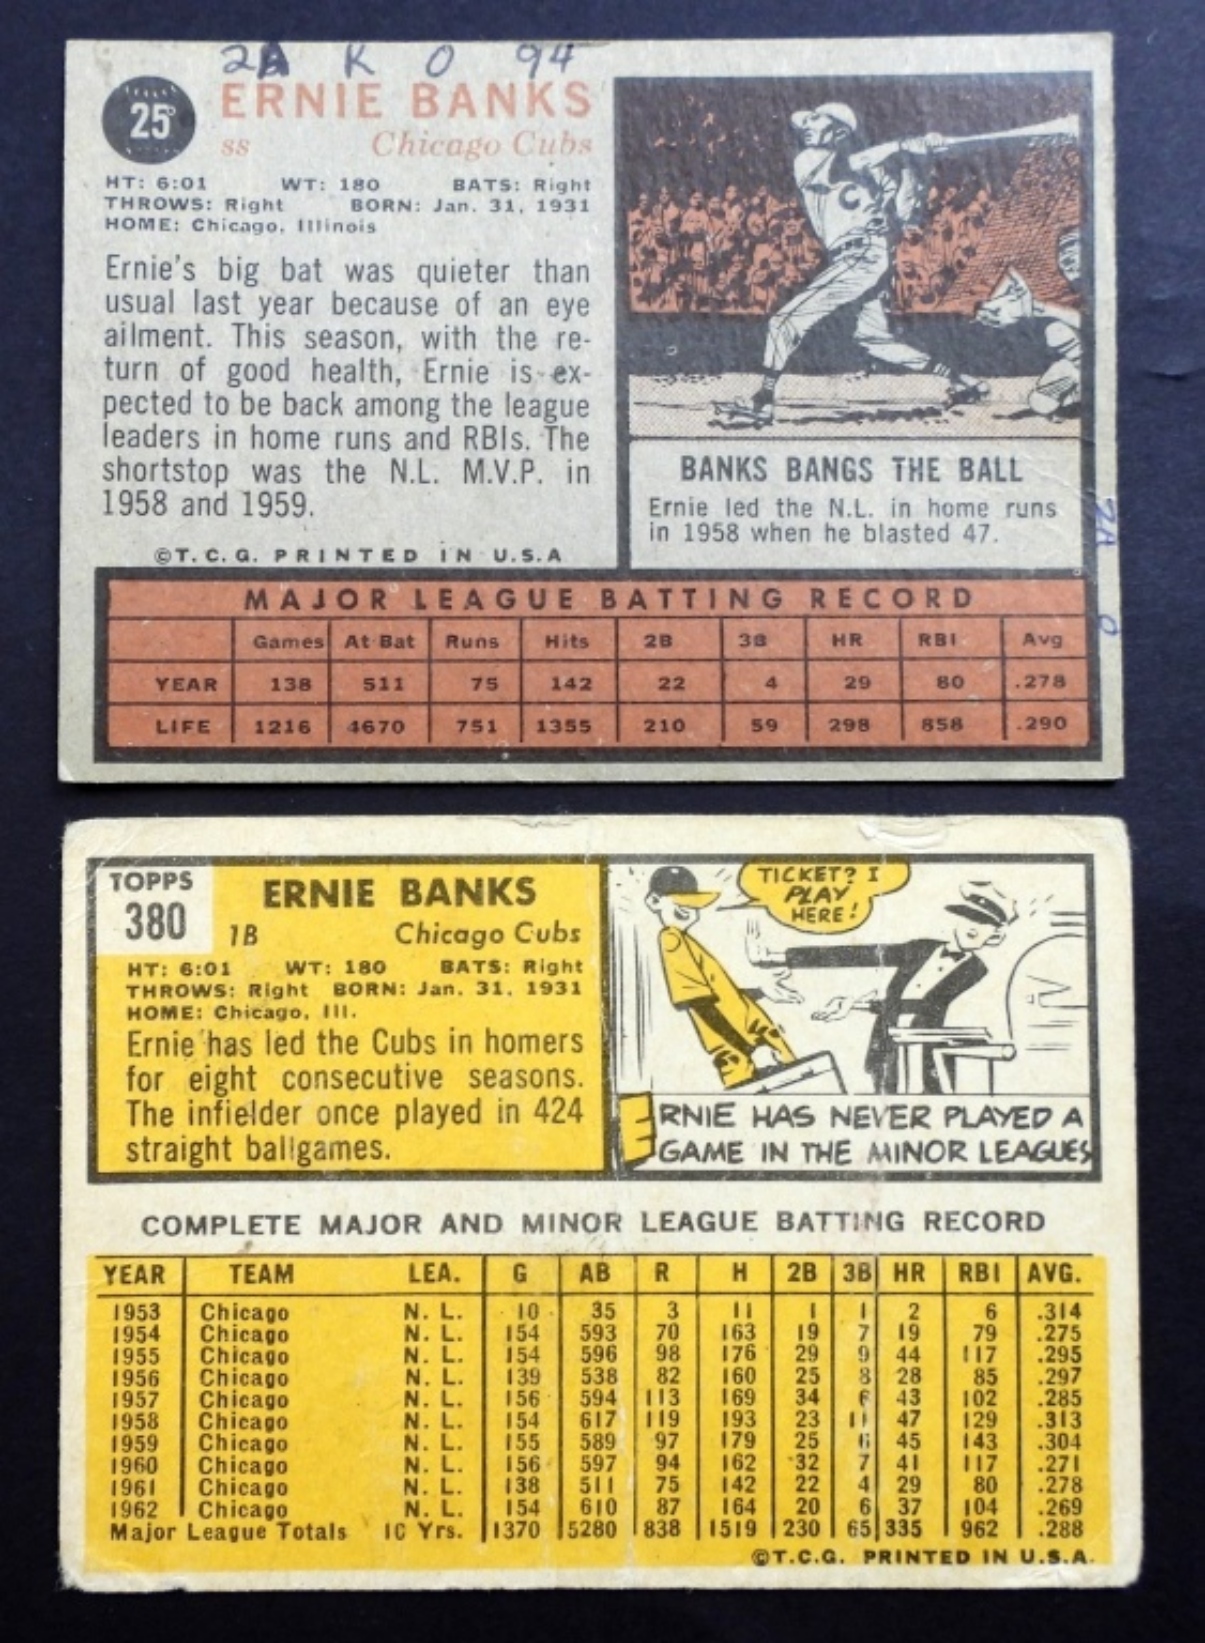 2A K O 94
25
ERNIE BANKS
ss Chicago Cubs
HT: 6:01 WT: 180 BATS: Right
THROWS: Right BORN: Jan. 31, 1931
HOME: Chicago, Illinois
Ernie's big bat was quieter than
usual last year because of an eye
ailment. This season, with the re-
turn of good health, Ernie is ex-
pected to be back among the league
leaders in home runs and RBIs. The
shortstop was the N.L. M.V.P. in
1958 and 1959.
©T.C.G. PRINTED IN U.S.A
C
BANKS BANGS THE BALL
Ernie led the N.L. in home runs
in 1958 when he blasted 47.
2A O
MAJOR LEAGUE BATTING RECORD
Games At Bat Runs Hits 2B 3B HR RBI Avg
YEAR 138 511 75 142 22 4 29 80 .278
LIFE 1216 4670 751 1355 210 59 298 858 .290
TOPPS
380
ERNIE BANKS
1B Chicago Cubs
HT: 6:01 WT: 180 BATS: Right
THROWS: Right BORN: Jan. 31, 1931
HOME: Chicago, Ill.
Ernie has led the Cubs in homers
for eight consecutive seasons.
The infielder once played in 424
straight ballgames.
TICKET? I
PLAY
HERE!
ERNIE HAS NEVER PLAYED A
GAME IN THE MINOR LEAGUES
COMPLETE MAJOR AND MINOR LEAGUE BATTING RECORD
YEAR TEAM LEA. G AB R H 2B 3B HR RBI AVG.
1953 Chicago N. L. 10 35 3 11 1 1 2 6 .314
1954 Chicago N. L. 154 593 70 163 19 7 19 79 .275
1955 Chicago N. L. 154 596 98 176 29 9 44 117 .295
1956 Chicago N. L. 139 538 82 160 25 8 28 85 .297
1957 Chicago N. L. 156 594 113 169 34 6 43 102 .285
1958 Chicago N. L. 154 617 119 193 23 11 47 129 .313
1959 Chicago N. L. 155 589 97 179 25 6 45 143 .304
1960 Chicago N. L. 156 597 94 162 32 7 41 117 .271
1961 Chicago N. L. 138 511 75 142 22 4 29 80 .278
1962 Chicago N. L. 154 610 87 164 20 6 37 104 .269
Major League Totals 10 Yrs. 1370 5280 838 1519 230 65 335 962 .288
©T.C.G. PRINTED IN U.S.A.